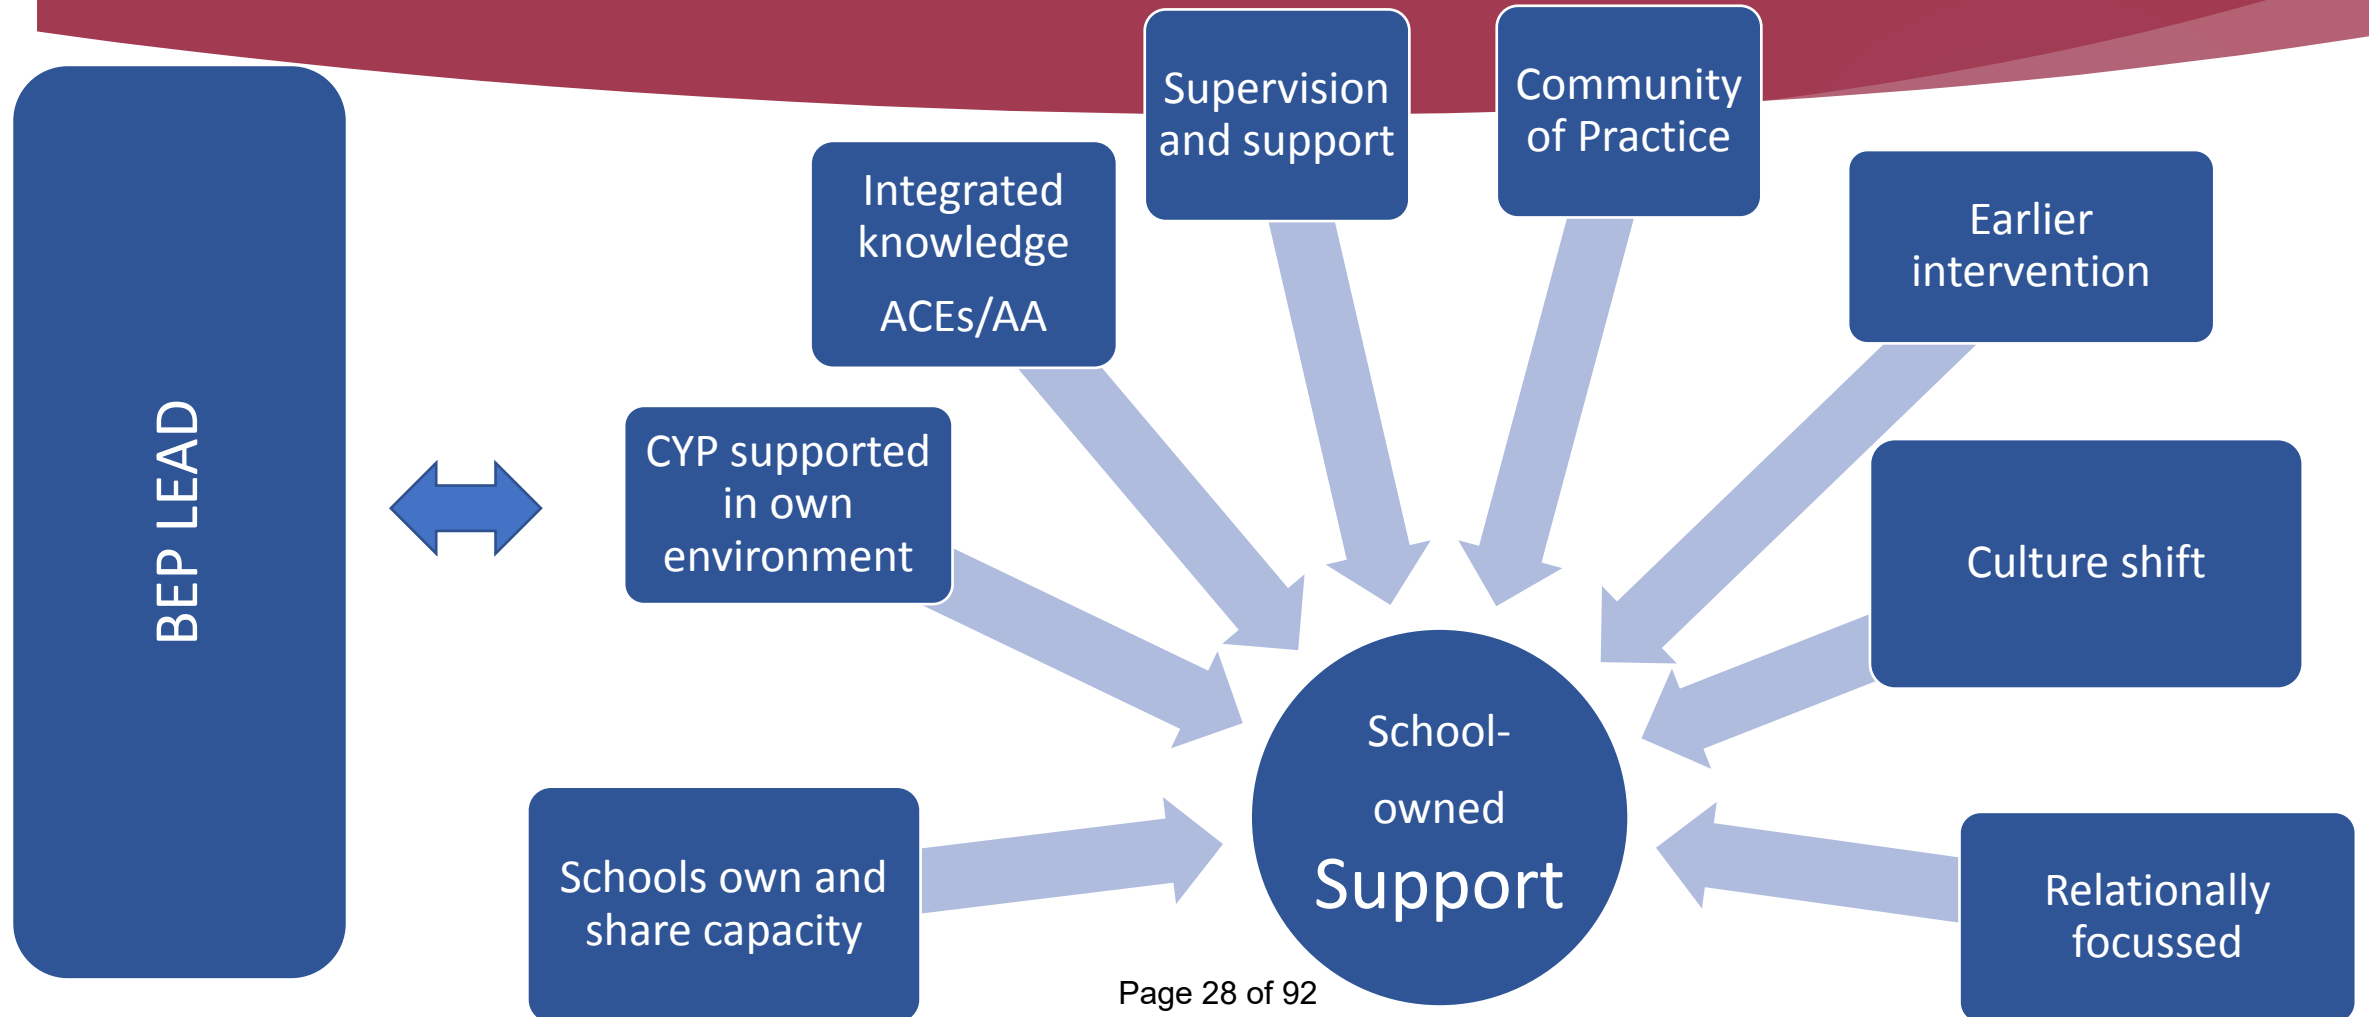 BEP LEAD
Supervision
and support
Community
of Practice
Integrated
knowledge
ACEs/AA
Earlier
intervention
CYP supported
in own
environment
Culture shift
School-
owned
Support
Schools own and
share capacity
Relationally
focussed
Page 28 of 92